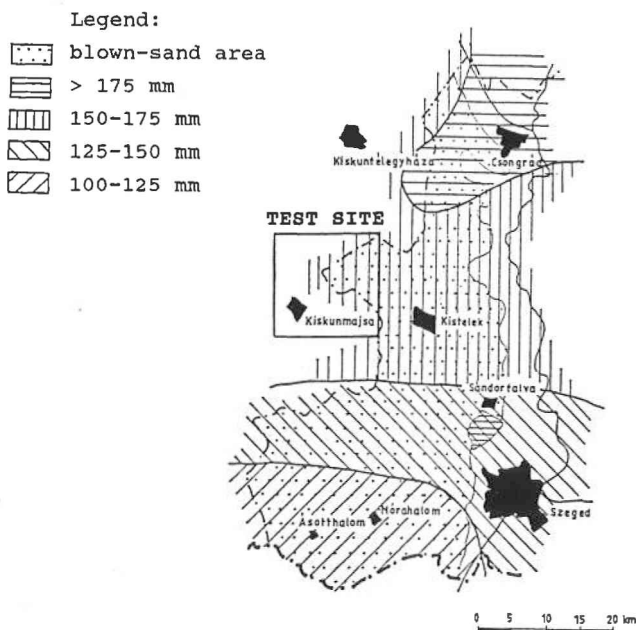 Legend:
blown-sand area
> 175 mm
150-175 mm
125-150 mm
100-125 mm
Kiskuntelegyháza
Csongrád
TEST SITE
Kiskunmajsa
Kistelek
Sándorfalva
Mórahalom
Ásotthalom
Szeged
0 5 10 15 20 km